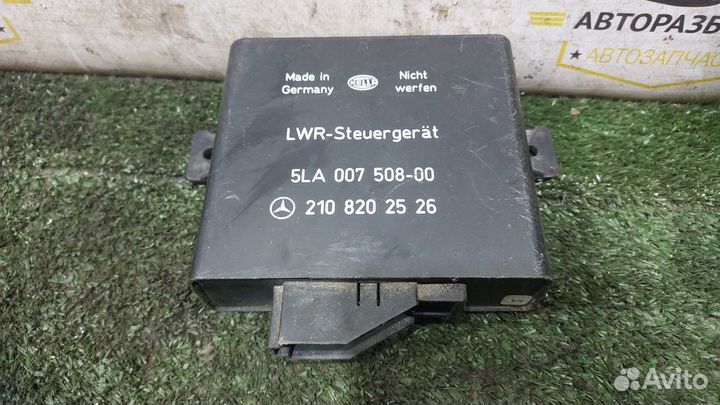 АВТОРАЗБ
АВТОЗАПЧАС
Made in
Germany
HELLA
Nicht
werfen
LWR-Steuergerät
5LA 007 508-00
210 820 25 26
Avito